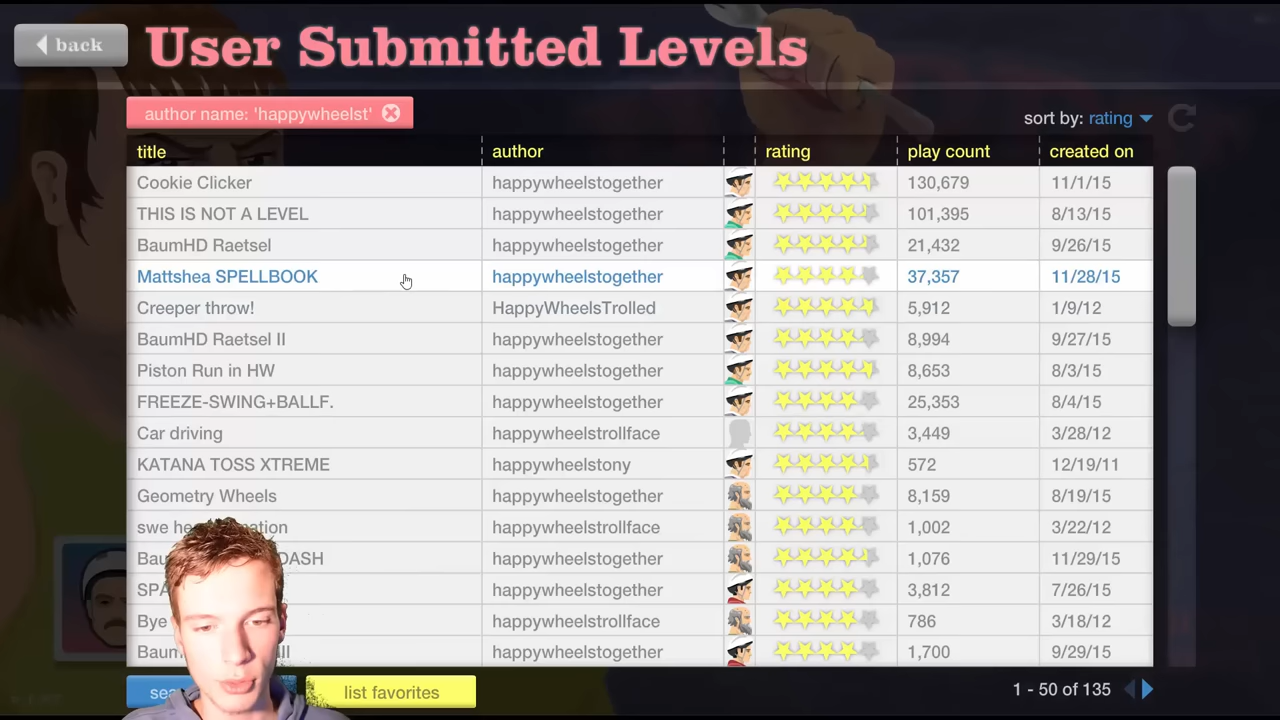 back
User Submitted Levels
author name: 'happywheelst'
sort by: rating
title author rating play count created on
Cookie Clicker happywheelstogether 130,679 11/1/15
THIS IS NOT A LEVEL happywheelstogether 101,395 8/13/15
BaumHD Raetsel happywheelstogether 21,432 9/26/15
Mattshea SPELLBOOK happywheelstogether 37,357 11/28/15
Creeper throw! HappyWheelsTrolled 5,912 1/9/12
BaumHD Raetsel II happywheelstogether 8,994 9/27/15
Piston Run in HW happywheelstogether 8,653 8/3/15
FREEZE-SWING+BALLF. happywheelstogether 25,353 8/4/15
Car driving happywheelstrollface 3,449 3/28/12
KATANA TOSS XTREME happywheelstony 572 12/19/11
Geometry Wheels happywheelstogether 8,159 8/19/15
swe happywheelstrollface 1,002 3/22/12
DASH happywheelstogether 1,076 11/29/15
happywheelstogether 3,812 7/26/15
Bye happywheelstrollface 786 3/18/12
happywheelstogether 1,700 9/29/15
list favorites
1 - 50 of 135